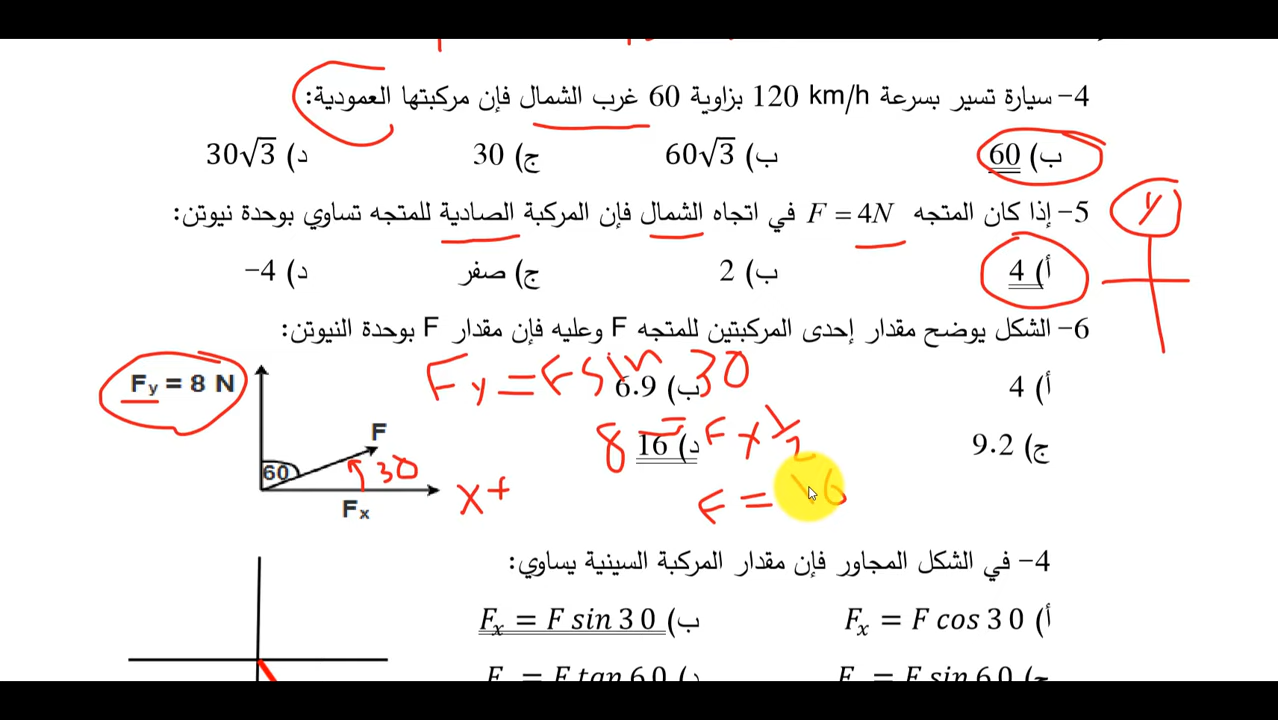 4- سيارة تسير بسرعة 120 km/h بزاوية 60 غرب الشمال فإن مركبتها العمودية:
ب) 60 ب) 60√3 ج) 30 د) 30√3
5- إذا كان المتجه F = 4N في اتجاه الشمال فإن المركبة الصادية للمتجه تساوي بوحدة نيوتن:
y
أ) 4 ب) 2 ج) صفر د) 4−
6- الشكل يوضح مقدار إحدى المركبتين للمتجه F وعليه فإن مقدار F بوحدة النيوتن:
أ) 4 ب) 6.9
Fy = F sin 30
Fy = 8 N
ج) 9.2 د) 16
8 = F × 1/2
F = 16
F
60
30
Fx
x+
4- في الشكل المجاور فإن مقدار المركبة السينية يساوي:
أ) Fx = F cos 30 ب) Fx = F sin 30
ج) F = F sin 60 د) F = F tan 60